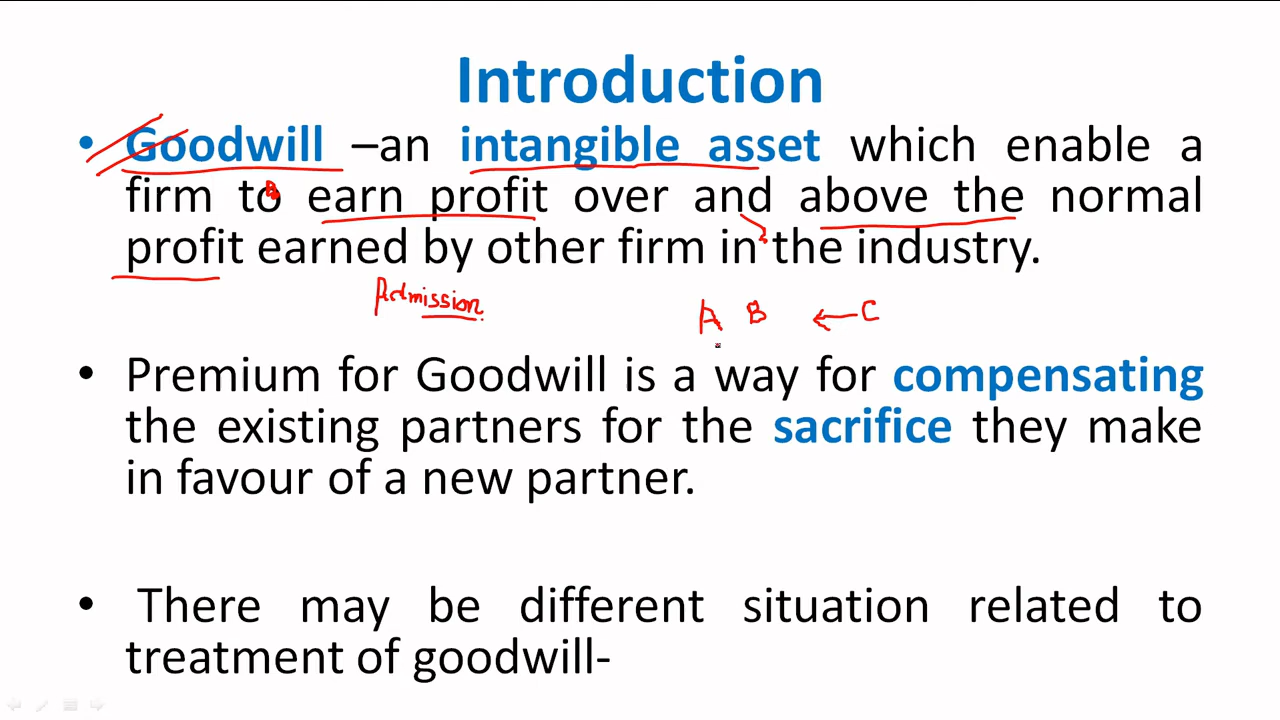 Introduction
• Goodwill –an intangible asset which enable a
firm to earn profit over and above the normal
profit earned by other firm in the industry.
Admission
A B ← C
• Premium for Goodwill is a way for compensating
the existing partners for the sacrifice they make
in favour of a new partner.
• There may be different situation related to
treatment of goodwill-